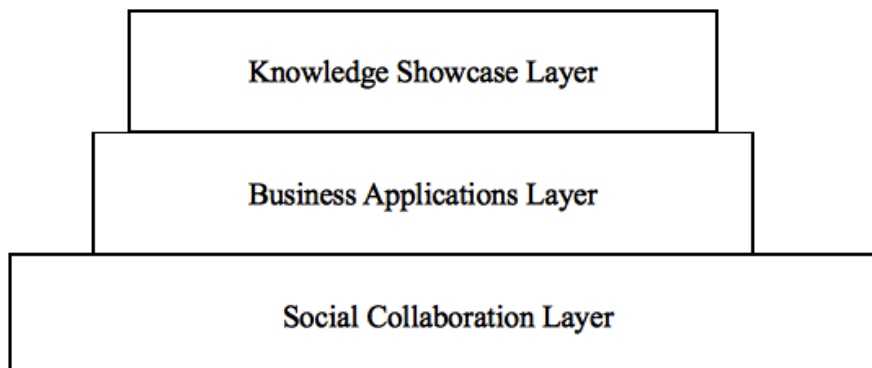 Knowledge Showcase Layer
Business Applications Layer
Social Collaboration Layer